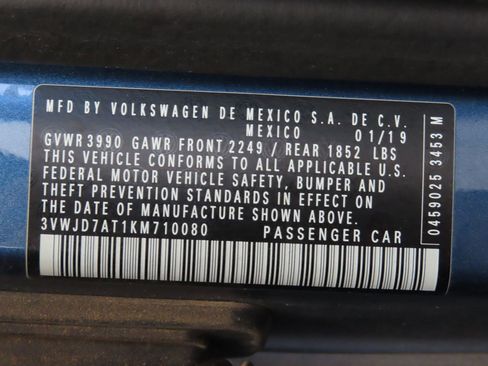 MFD BY VOLKSWAGEN DE MEXICO S.A. DE C.V.
MEXICO 01/19
GVWR 3990 GAWR FRONT 2249 / REAR 1852 LBS
THIS VEHICLE CONFORMS TO ALL APPLICABLE U.S.
FEDERAL MOTOR VEHICLE SAFETY, BUMPER AND
THEFT PREVENTION STANDARDS IN EFFECT ON
THE DATE OF MANUFACTURE SHOWN ABOVE.
3VWJD7AT1KM710080 PASSENGER CAR
0459025 3453 M